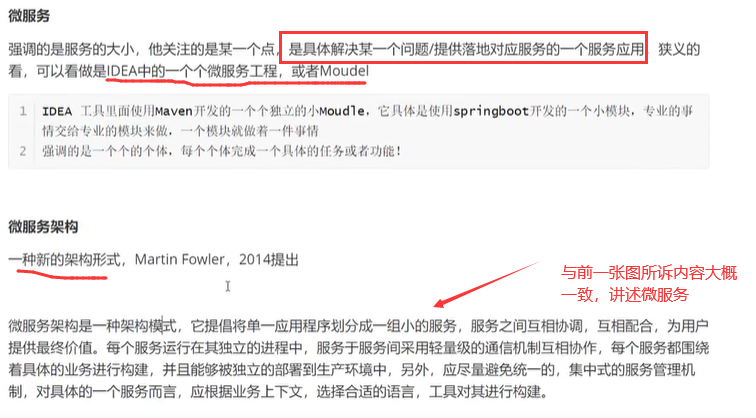 微服务
强调的是服务的大小，他关注的是某一个点，是具体解决某一个问题/提供落地对应服务的一个服务应用，狭义的
看，可以看做是IDEA中的一个个微服务工程，或者Moudel
1 IDEA 工具里面使用Maven开发的一个个独立的小Moudle，它具体是使用springboot开发的一个小模块，专业的事
情交给专业的模块来做，一个模块就做着一件事情
2 强调的是一个个的个体，每个个体完成一个具体的任务或者功能！
微服务架构
一种新的架构形式，Martin Fowler，2014提出
与前一张图所诉内容大概
一致，讲述微服务
微服务架构是一种架构模式，它提倡将单一应用程序划分成一组小的服务，服务之间互相协调，互相配合，为用户
提供最终价值。每个服务运行在其独立的进程中，服务于服务间采用轻量级的通信机制互相协作，每个服务都围绕
着具体的业务进行构建，并且能够被独立的部署到生产环境中，另外，应尽量避免统一的，集中式的服务管理机
制，对具体的一个服务而言，应根据业务上下文，选择合适的语言，工具对其进行构建。